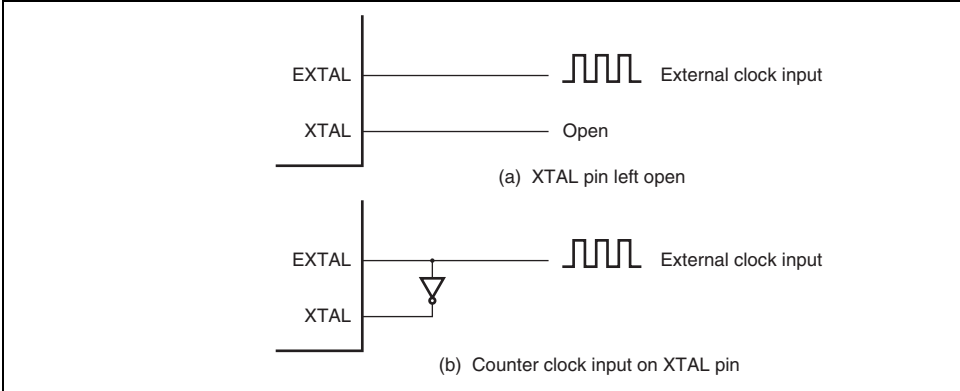 EXTAL External clock input
XTAL Open
(a) XTAL pin left open
EXTAL External clock input
XTAL
(b) Counter clock input on XTAL pin